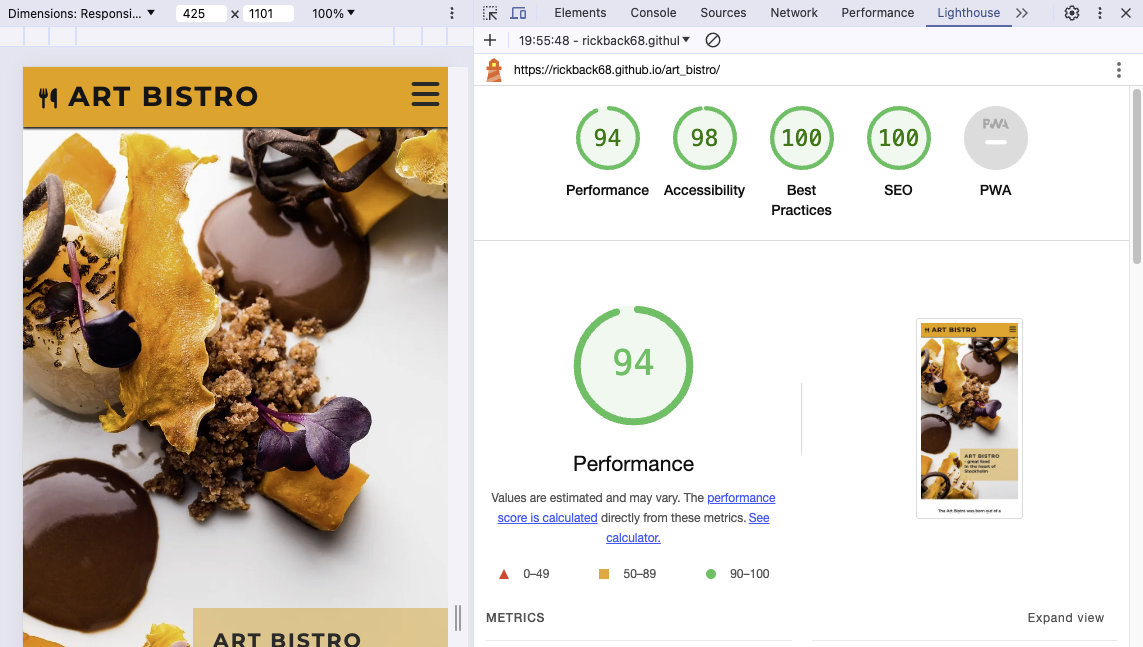 Dimensions: Responsi... 425 x 1101 100%
Elements Console Sources Network Performance Lighthouse
19:55:48 - rickback68.githul
https://rickback68.github.io/art_bistro/
ART BISTRO
94 98 100 100 PWA
Performance Accessibility Best Practices SEO PWA
94
Performance
Values are estimated and may vary. The performance
score is calculated directly from these metrics. See
calculator.
0–49 50–89 90–100
METRICS Expand view
ART BISTRO
ART BISTRO
ART BISTRO
- great food
in the heart of
Stockholm
The Art Bistro was born out of a